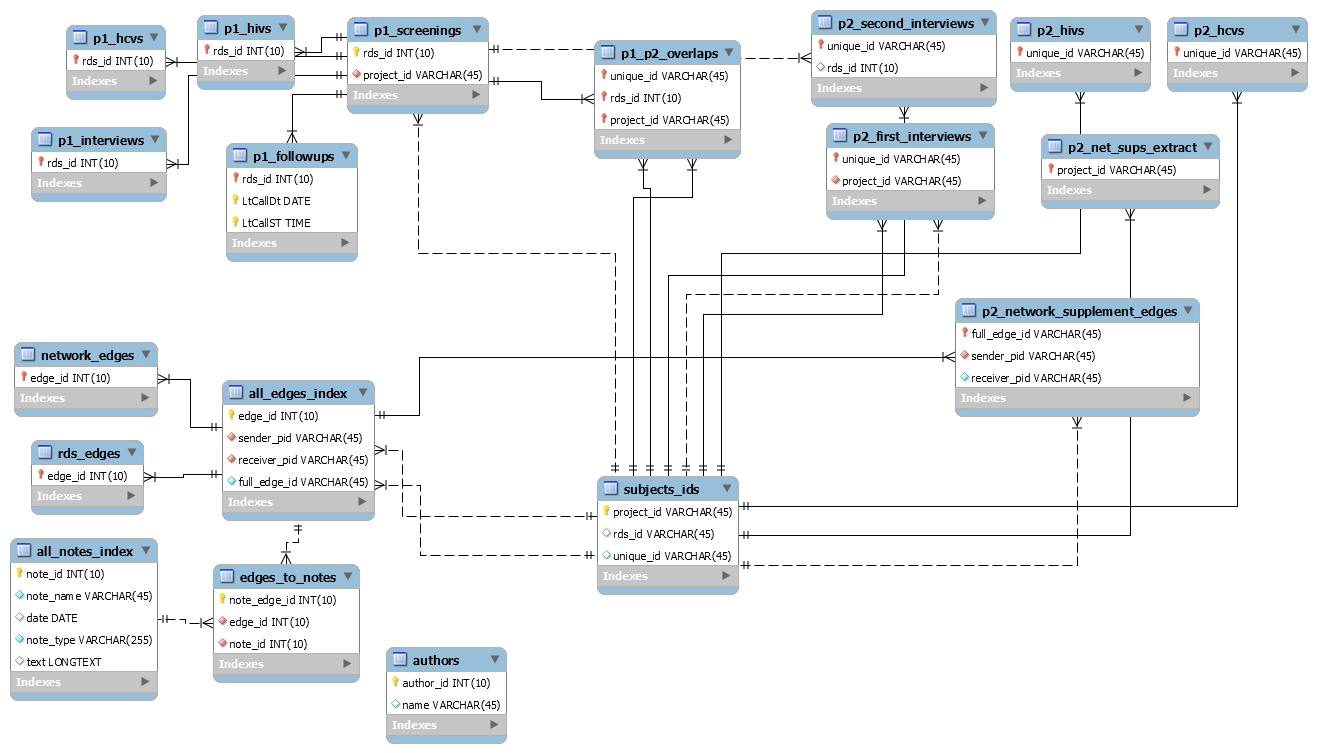 p1_hcvs
rds_id INT(10)
Indexes
p1_hivs
rds_id INT(10)
Indexes
p1_screenings
rds_id INT(10)
project_id VARCHAR(45)
Indexes
p1_p2_overlaps
unique_id VARCHAR(45)
rds_id INT(10)
project_id VARCHAR(45)
Indexes
p2_second_interviews
unique_id VARCHAR(45)
rds_id INT(10)
Indexes
p2_hivs
unique_id VARCHAR(45)
Indexes
p2_hcvs
unique_id VARCHAR(45)
Indexes
p1_interviews
rds_id INT(10)
Indexes
p1_followups
rds_id INT(10)
LtCallDt DATE
LtCallST TIME
Indexes
p2_first_interviews
unique_id VARCHAR(45)
project_id VARCHAR(45)
Indexes
p2_net_sups_extract
project_id VARCHAR(45)
Indexes
p2_network_supplement_edges
full_edge_id VARCHAR(45)
sender_pid VARCHAR(45)
receiver_pid VARCHAR(45)
Indexes
network_edges
edge_id INT(10)
Indexes
all_edges_index
edge_id INT(10)
sender_pid VARCHAR(45)
receiver_pid VARCHAR(45)
full_edge_id VARCHAR(45)
Indexes
rds_edges
edge_id INT(10)
Indexes
subjects_ids
project_id VARCHAR(45)
rds_id VARCHAR(45)
unique_id VARCHAR(45)
Indexes
all_notes_index
note_id INT(10)
note_name VARCHAR(45)
date DATE
note_type VARCHAR(255)
text LONGTEXT
Indexes
edges_to_notes
note_edge_id INT(10)
edge_id INT(10)
note_id INT(10)
Indexes
authors
author_id INT(10)
name VARCHAR(45)
Indexes